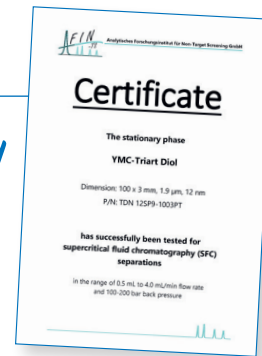 AFIN
Analytisches Forschungsinstitut für Non-Target Screening GmbH
Certificate
The stationary phase
YMC-Triart Diol
Dimension: 100 x 3 mm, 1.9 µm, 12 nm
P/N: TDN 12SP9-1003PT
has successfully been tested for
supercritical fluid chromatography (SFC)
separations
in the range of 0.5 mL to 4.0 mL/min flow rate
and 100-200 bar back pressure